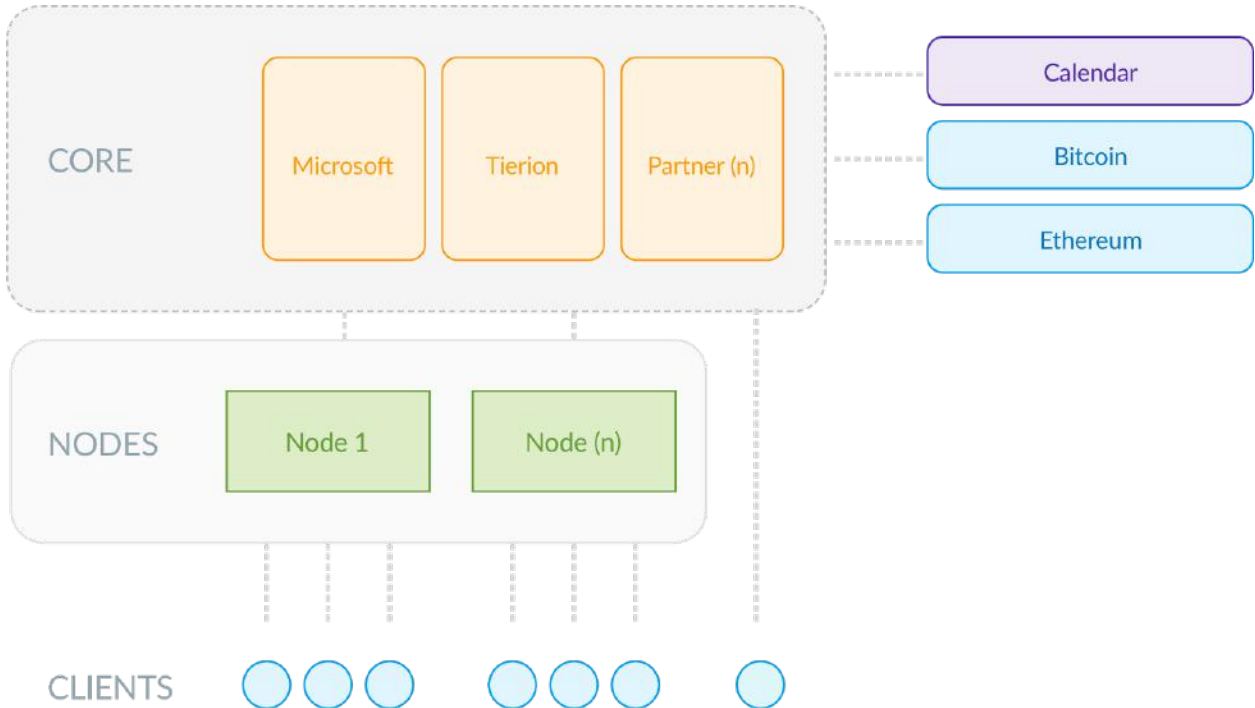 Calendar
CORE
Microsoft
Tierion
Partner (n)
Bitcoin
Ethereum
NODES
Node 1
Node (n)
CLIENTS